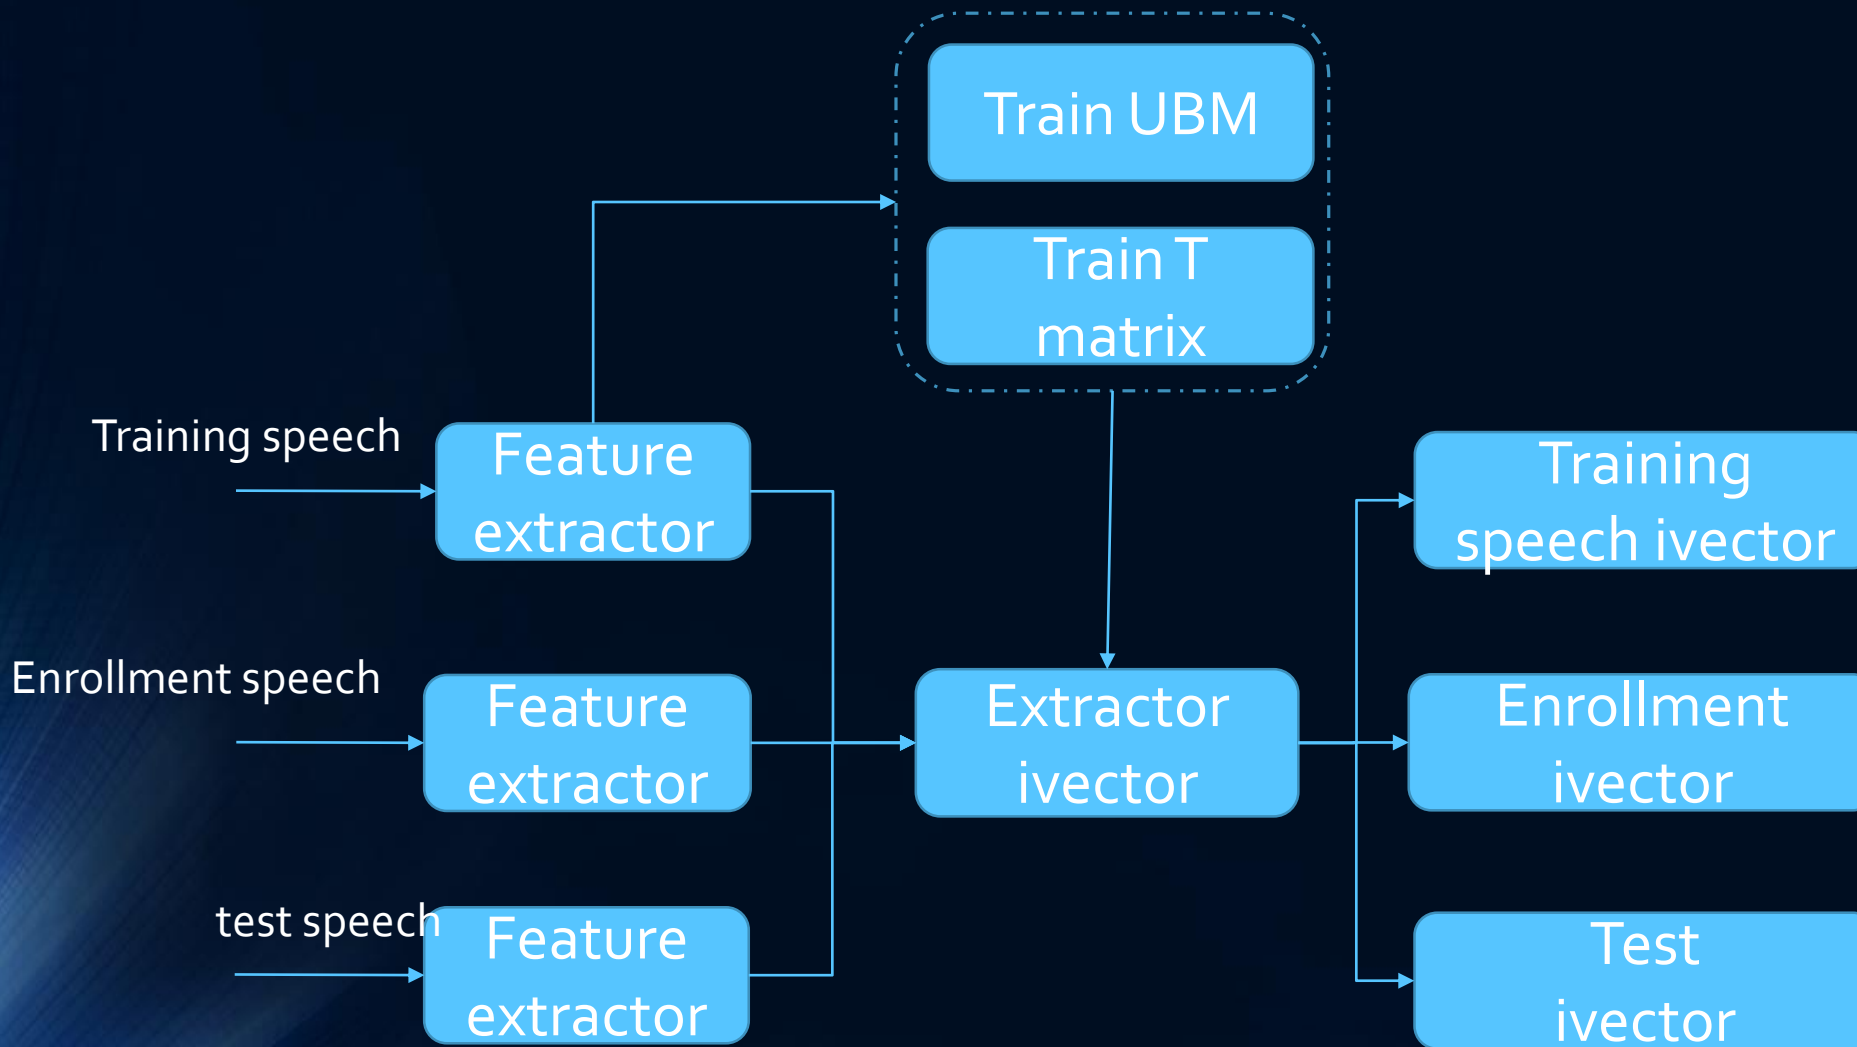 Train UBM
Train T
matrix
Training speech
Feature
extractor
Training
speech ivector
Enrollment speech
Feature
extractor
Extractor
ivector
Enrollment
ivector
test speech
Feature
extractor
Test
ivector